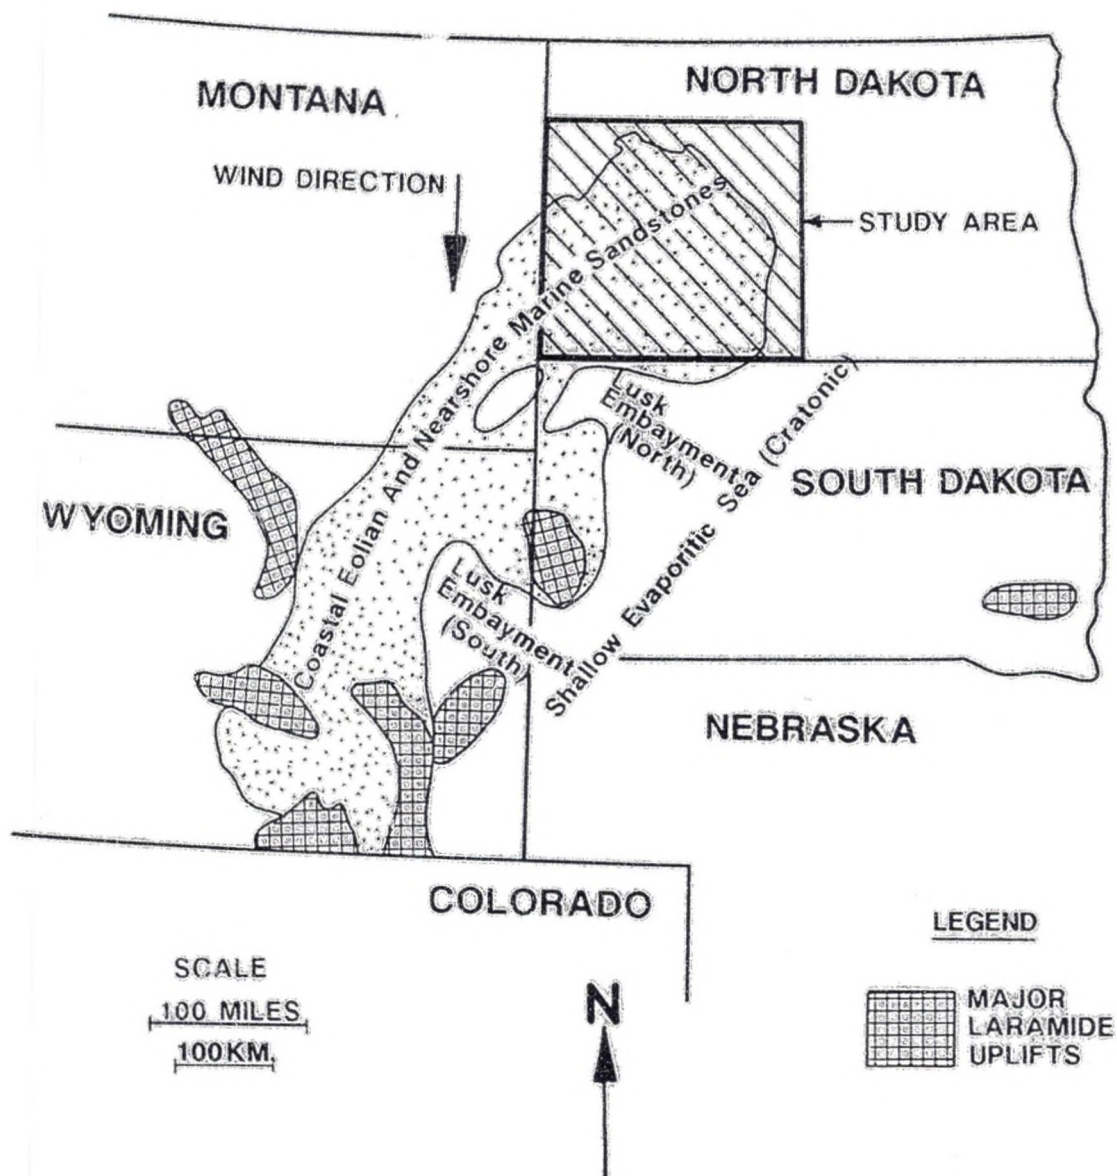 MONTANA
NORTH DAKOTA
WIND DIRECTION
STUDY AREA
Coastal Eolian And Nearshore Marine Sandstones
Lusk
Embayment
(North)
Shallow Evaporitic Sea (Cratonic)
SOUTH DAKOTA
WYOMING
Lusk
Embayment
(South)
NEBRASKA
COLORADO
LEGEND
SCALE
100 MILES
100KM.
N
MAJOR
LARAMIDE
UPLIFTS